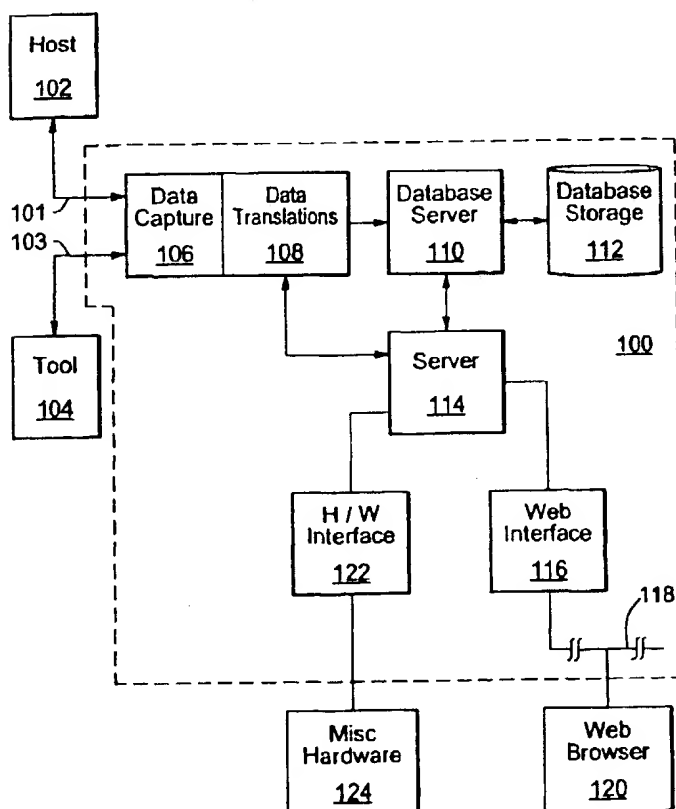 Host
102
101
103
Tool
104
Data
Capture
106
Data
Translations
108
Database
Server
110
Database
Storage
112
100
Server
114
H / W
Interface
122
Web
Interface
116
118
Misc
Hardware
124
Web
Browser
120